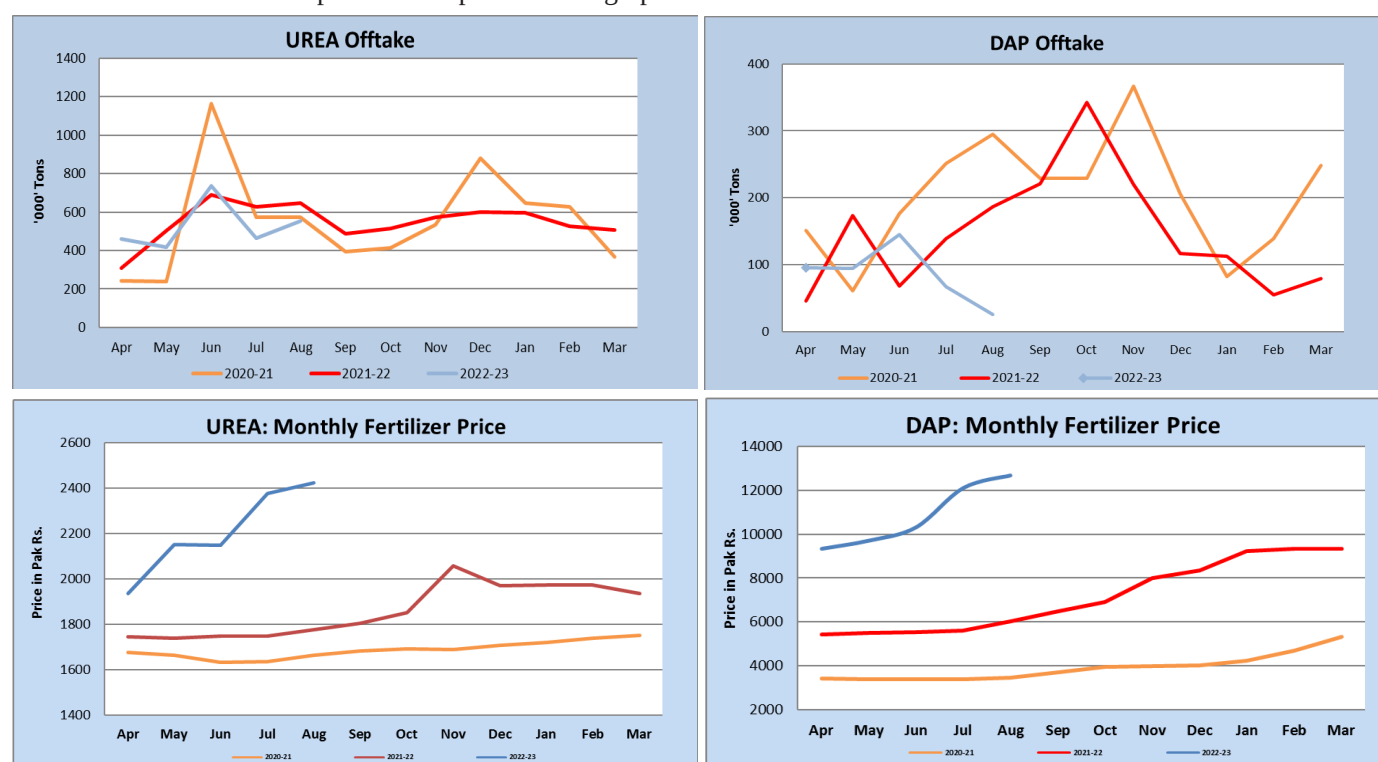 UREA Offtake
1400
1200
1000
800
600
400
200
0
'000' Tons
Apr May Jun Jul Aug Sep Oct Nov Dec Jan Feb Mar
2020-21 2021-22 2022-23
DAP Offtake
400
300
200
100
0
'000' Tons
Apr May Jun Jul Aug Sep Oct Nov Dec Jan Feb Mar
2020-21 2021-22 2022-23
UREA: Monthly Fertilizer Price
2600
2400
2200
2000
1800
1600
1400
Price in Pak Rs.
Apr May Jun Jul Aug Sep Oct Nov Dec Jan Feb Mar
2020-21 2021-22 2022-23
DAP: Monthly Fertilizer Price
14000
12000
10000
8000
6000
4000
2000
Price in Pak Rs.
Apr May Jun Jul Aug Sep Oct Nov Dec Jan Feb Mar
2020-21 2021-22 2022-23